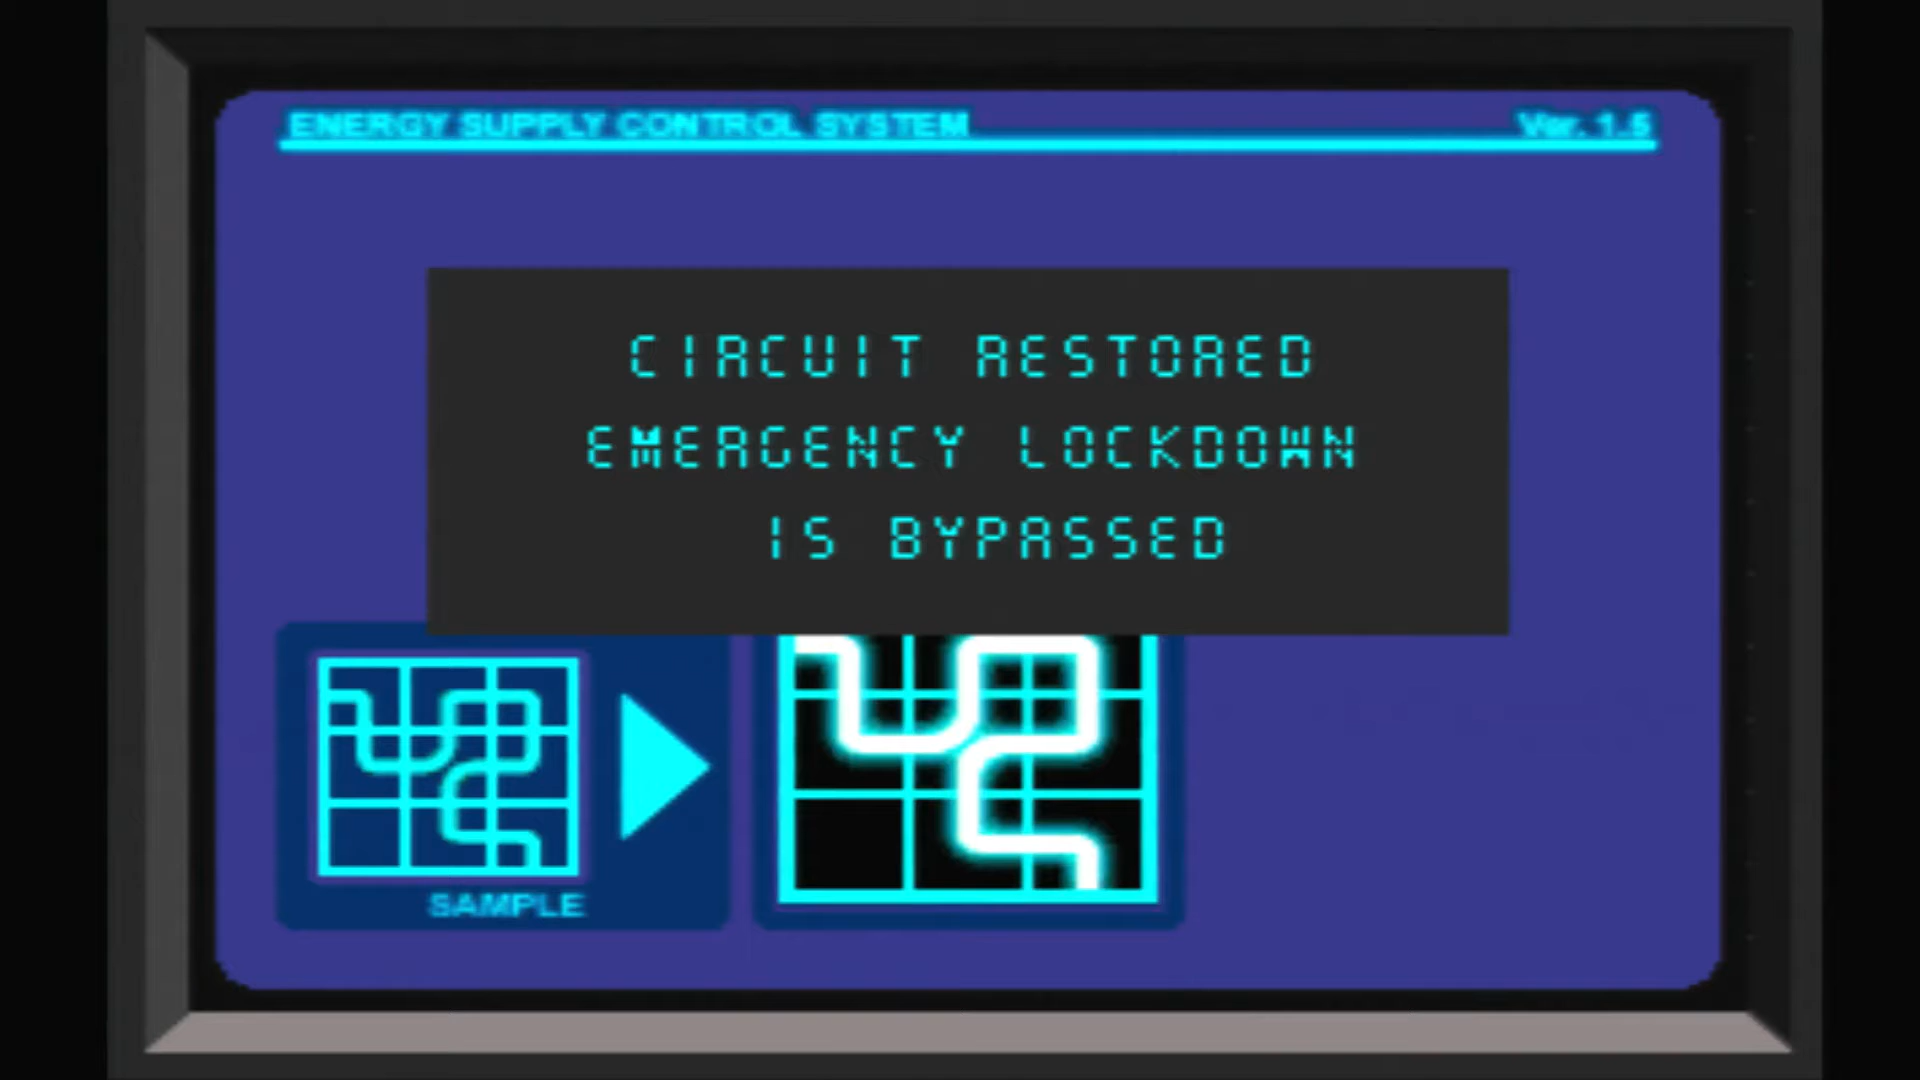 ENERGY SUPPLY CONTROL SYSTEM Ver. 1.5
CIRCUIT RESTORED
EMERGENCY LOCKDOWN
IS BYPASSED
SAMPLE